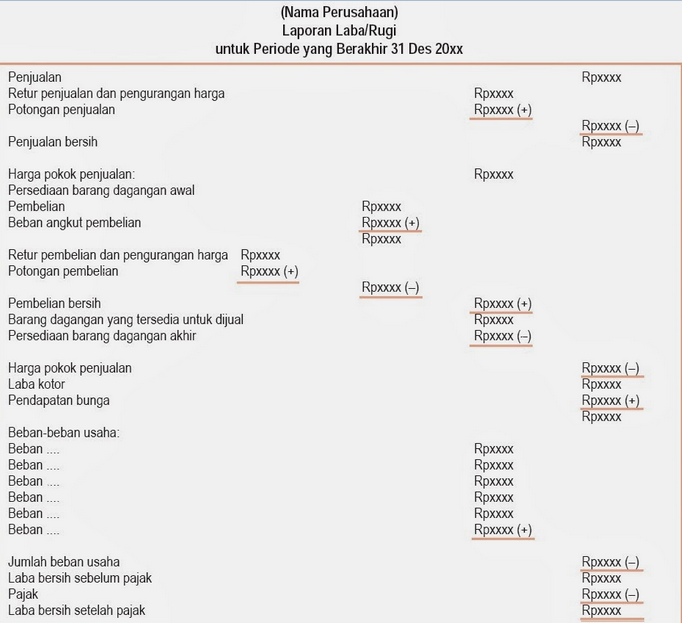 (Nama Perusahaan)
Laporan Laba/Rugi
untuk Periode yang Berakhir 31 Des 20xx
Penjualan Rpxxxx
Retur penjualan dan pengurangan harga Rpxxxx
Potongan penjualan Rpxxxx (+)
Rpxxxx (–)
Penjualan bersih Rpxxxx
Harga pokok penjualan: Rpxxxx
Persediaan barang dagangan awal
Pembelian Rpxxxx
Beban angkut pembelian Rpxxxx (+)
Rpxxxx
Retur pembelian dan pengurangan harga Rpxxxx
Potongan pembelian Rpxxxx (+)
Rpxxxx (–)
Pembelian bersih Rpxxxx (+)
Barang dagangan yang tersedia untuk dijual Rpxxxx
Persediaan barang dagangan akhir Rpxxxx (–)
Harga pokok penjualan Rpxxxx (–)
Laba kotor Rpxxxx
Pendapatan bunga Rpxxxx (+)
Rpxxxx
Beban-beban usaha:
Beban .... Rpxxxx
Beban .... Rpxxxx
Beban .... Rpxxxx
Beban .... Rpxxxx
Beban .... Rpxxxx
Beban .... Rpxxxx (+)
Jumlah beban usaha Rpxxxx (–)
Laba bersih sebelum pajak Rpxxxx
Pajak Rpxxxx (–)
Laba bersih setelah pajak Rpxxxx